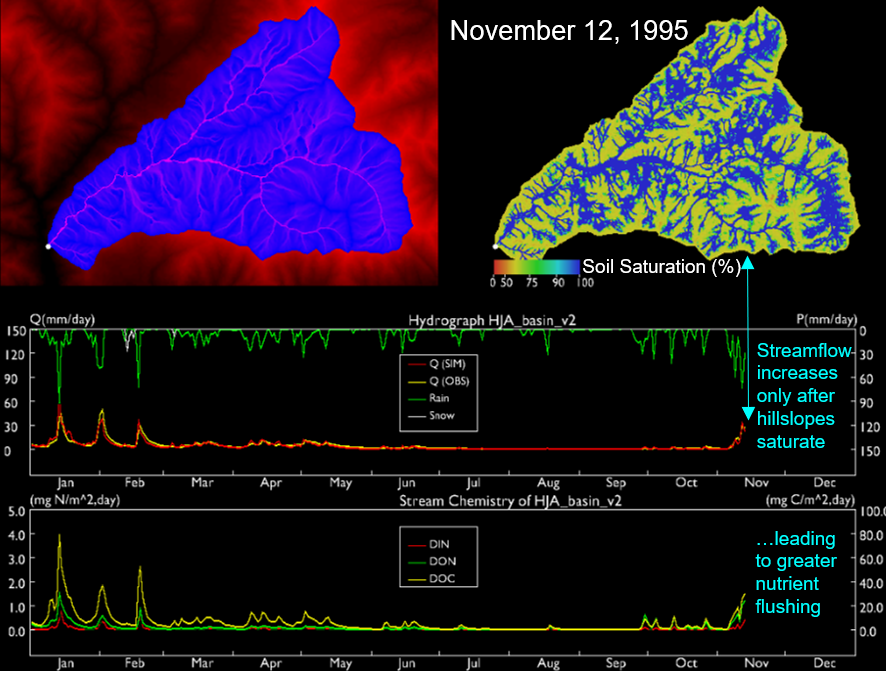 November 12, 1995
0 50 75 90 100
Soil Saturation (%)
Q(mm/day)
Hydrograph HJA_basin_v2
P(mm/day)
150
120
90
60
30
0
Q (SIM)
Q (OBS)
Rain
Snow
0
30
60
90
120
150
Streamflow
increases
only after
hillslopes
saturate
Jan Feb Mar Apr May Jun Jul Aug Sep Oct Nov Dec
(mg N/m^2,day)
Stream Chemistry of HJA_basin_v2
(mg C/m^2,day)
5.0
4.0
3.0
2.0
1.0
0.0
DIN
DON
DOC
100.0
80.0
60.0
40.0
20.0
0.0
…leading
to greater
nutrient
flushing
Jan Feb Mar Apr May Jun Jul Aug Sep Oct Nov Dec